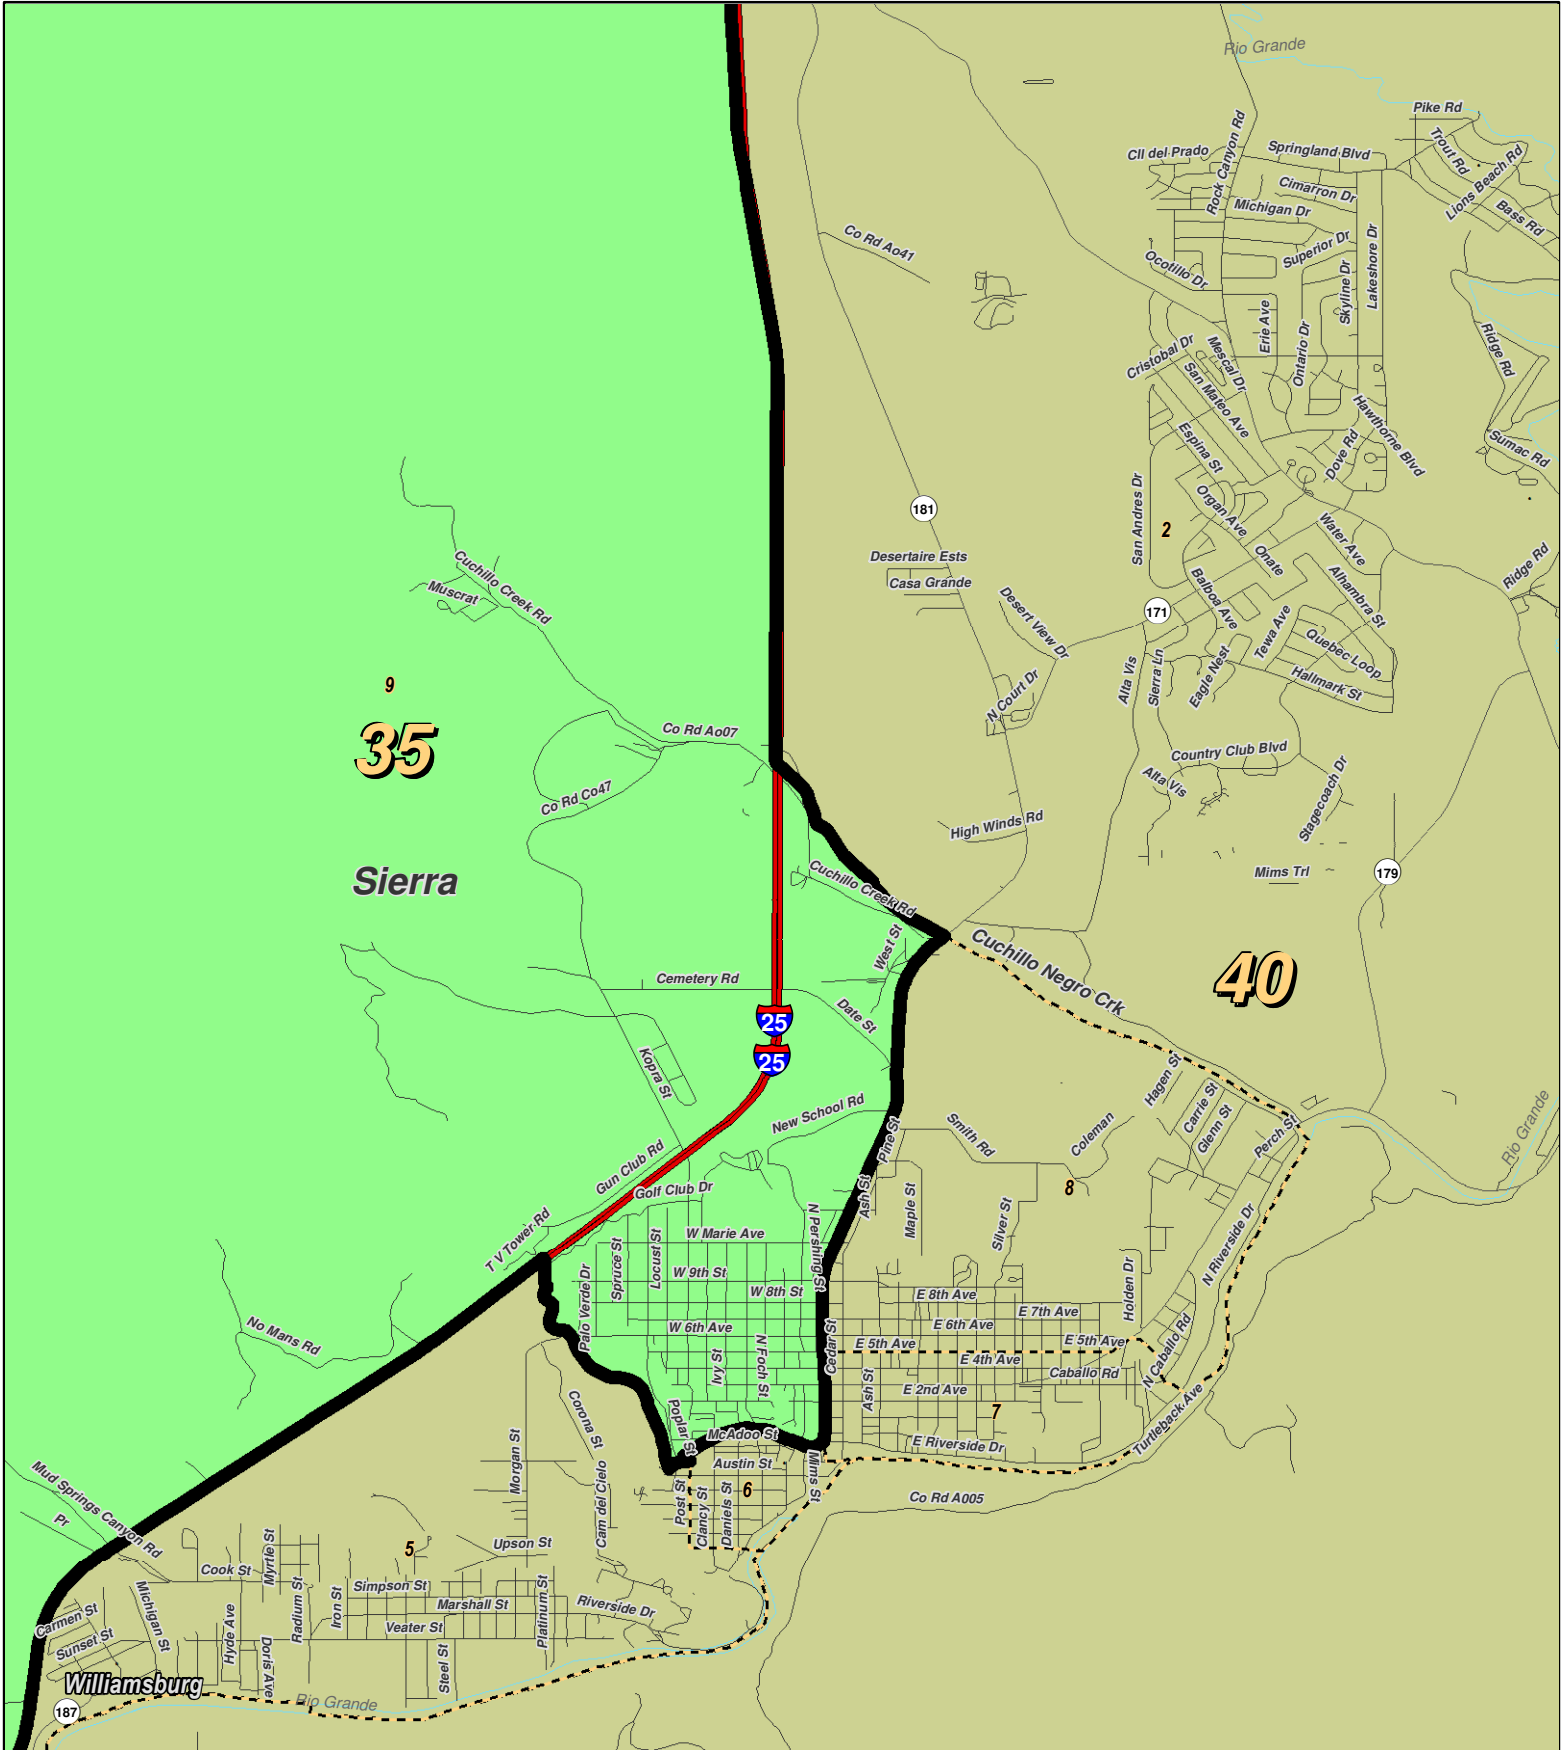 Rio Grande
Pike Rd
Trout Rd
Lions Beach Rd
Bass Rd
Cll del Prado
Rock Canyon Rd
Springland Blvd
Cimarron Dr
Michigan Dr
Superior Dr
Lakeshore Dr
Skyline Dr
Co Rd Ao41
Ocotillo Dr
Erie Ave
Ontario Dr
Ridge Rd
Cristobal Dr
Mescal Dr
San Mateo Ave
Hawthorne Blvd
Espina St
Dove Rd
Sumac Rd
San Andres Dr
Organ Ave
2
Water Ave
Onate
181
Desertaire Ests
Casa Grande
Cuchillo Creek Rd
Muscrat
Desert View Dr
171
Balboa Ave
Alhambra St
Ridge Rd
Tewa Ave
Quebec Loop
Eagle Nest
Hallmark St
Alta Vis
Sierra Ln
N Court Dr
9
35
Co Rd Ao07
Co Rd Co47
Country Club Blvd
Alta Vis
Stagecoach Dr
High Winds Rd
Sierra
Cuchillo Creek Rd
Mims Trl
179
West St
Cuchillo Negro Crk
40
Cemetery Rd
Date St
25
25
Kopra St
New School Rd
Hagen St
Carrie St
Glenn St
Perch St
Rio Grande
Pine St
Smith Rd
Coleman
Gun Club Rd
Golf Club Dr
Ash St
Maple St
8
Silver St
N Riverside Dr
T V Tower Rd
W Marie Ave
N Pershing St
Spruce St
Locust St
W 9th St
W 8th St
Palo Verde Dr
Holden Dr
E 8th Ave
E 7th Ave
E 6th Ave
W 6th Ave
E 5th Ave
E 5th Ave
Cedar St
N Caballo Rd
No Mans Rd
Ivy St
N Foch St
E 4th Ave
Caballo Rd
Ash St
E 2nd Ave
7
Corona St
Poplar St
McAdoo St
E Riverside Dr
Turtleback Ave
Morgan St
Austin St
Mims St
Mud Springs Canyon Rd
Pr
Cam del Cielo
Post St
Clancy St
Daniels St
6
Co Rd A005
5
Upson St
Cook St
Myrtle St
Simpson St
Marshall St
Riverside Dr
Michigan St
Radium St
Iron St
Platinum St
Carmen St
Sunset St
Hyde Ave
Doris Ave
Veater St
Steel St
Williamsburg
187
Rio Grande